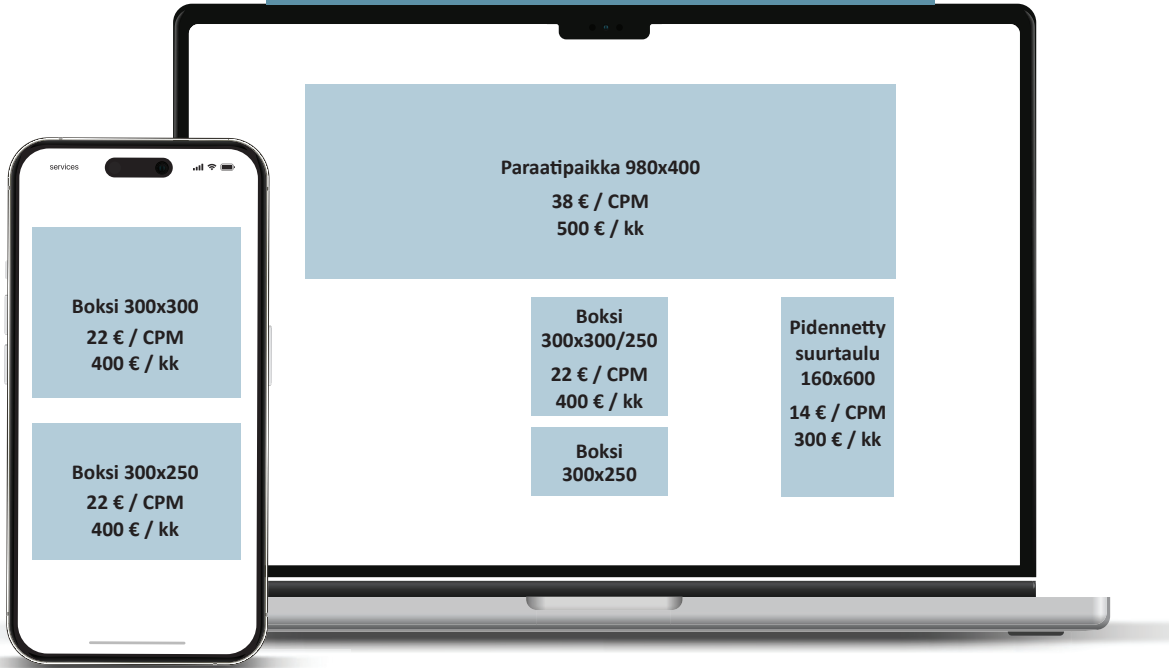 Paraatipaikka 980x400
38 € / CPM
500 € / kk
services
Boksi 300x300
22 € / CPM
400 € / kk
Boksi 300x250
22 € / CPM
400 € / kk
Boksi
300x300/250
22 € / CPM
400 € / kk
Boksi
300x250
Pidennetty
suurtaulu
160x600
14 € / CPM
300 € / kk